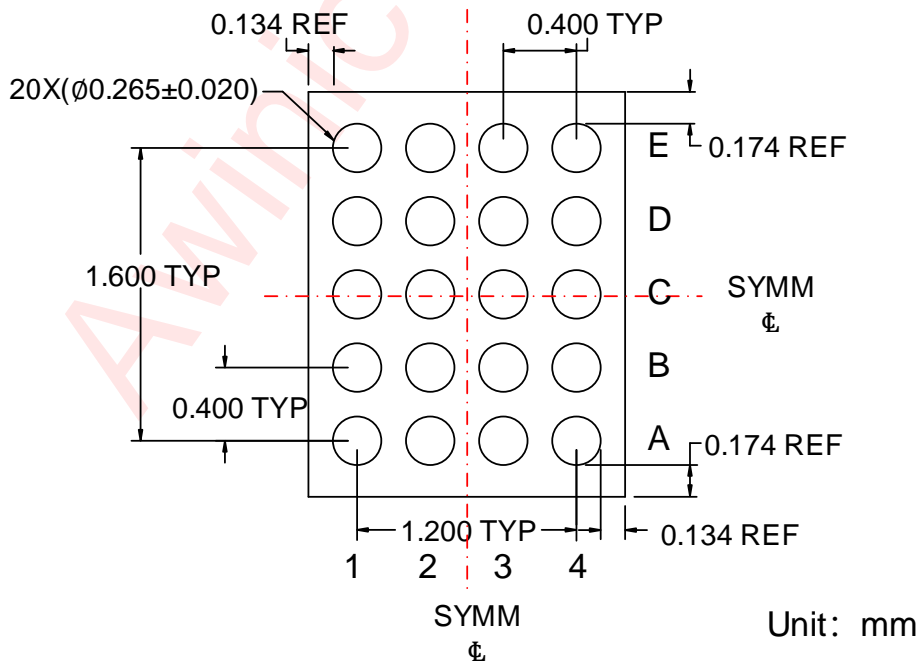 0.134 REF
0.400 TYP
20X(Ø0.265±0.020)
E
0.174 REF
D
1.600 TYP
C
SYMM
℄
B
0.400 TYP
A
0.174 REF
1.200 TYP
0.134 REF
1 2 3 4
SYMM
℄
Unit: mm
Awinic